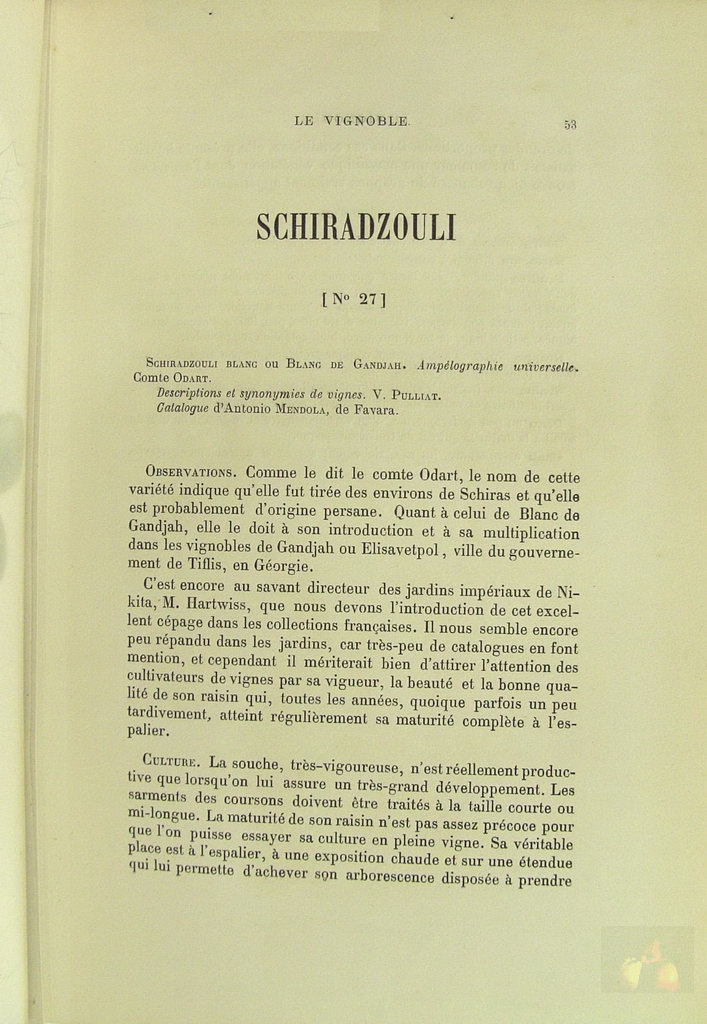 LE VIGNOBLE.
53
SCHIRADZOULI
[ No 27 ]
Schiradzouli blanc ou Blanc de Gandjah. Ampélographie universelle.
Comte Odart.
Descriptions et synonymies de vignes. V. Pulliat.
Catalogue d'Antonio Mendola, de Favara.
Observations. Comme le dit le comte Odart, le nom de cette
variété indique qu'elle fut tirée des environs de Schiras et qu'elle
est probablement d'origine persane. Quant à celui de Blanc de
Gandjah, elle le doit à son introduction et à sa multiplication
dans les vignobles de Gandjah ou Elisavetpol, ville du gouverne-
ment de Tiflis, en Géorgie.
C'est encore au savant directeur des jardins impériaux de Ni-
kita, M. Hartwiss, que nous devons l'introduction de cet excel-
lent cépage dans les collections françaises. Il nous semble encore
peu répandu dans les jardins, car très-peu de catalogues en font
mention, et cependant il mériterait bien d'attirer l'attention des
cultivateurs de vignes par sa vigueur, la beauté et la bonne qua-
lité de son raisin qui, toutes les années, quoique parfois un peu
tardivement, atteint régulièrement sa maturité complète à l'es-
palier.
Culture. La souche, très-vigoureuse, n'est réellement produc-
tive que lorsqu'on lui assure un très-grand développement. Les
sarments des coursons doivent être traités à la taille courte ou
mi-longue. La maturité de son raisin n'est pas assez précoce pour
que l'on puisse essayer sa culture en pleine vigne. Sa véritable
place est à l'espalier, à une exposition chaude et sur une étendue
qui lui permette d'achever son arborescence disposée à prendre